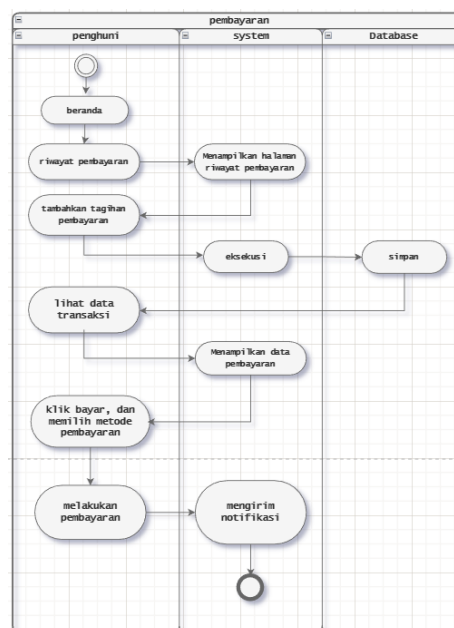 pembayaran
penghuni
system
Database
beranda
riwayat pembayaran
Menampilkan halaman
riwayat pembayaran
tambahkan tagihan
pembayaran
eksekusi
simpan
lihat data
transaksi
Menampilkan data
pembayaran
klik bayar, dan
memilih metode
pembayaran
melakukan
pembayaran
mengirim
notifikasi